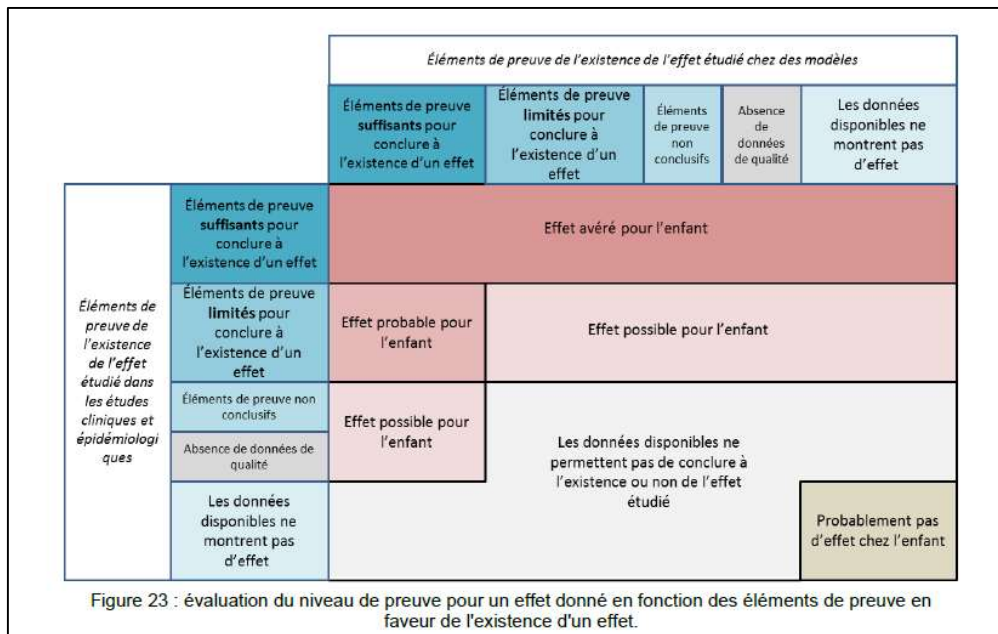 Éléments de preuve de l'existence de l'effet étudié chez des modèles
Éléments de preuve
suffisants pour
conclure à
l'existence d'un effet
Éléments de preuve
limités pour
conclure à
l'existence d'un
effet
Éléments
de preuve
non
conclusifs
Absence
de
données
de qualité
Les données
disponibles ne
montrent pas
d'effet
Éléments de
preuve de
l'existence
de l'effet
étudié dans
les études
cliniques et
épidémiologi
ques
Éléments de preuve
suffisants pour
conclure à
l'existence d'un effet
Effet avéré pour l'enfant
Éléments de preuve
limités pour
conclure à
l'existence d'un
effet
Effet probable pour
l'enfant
Effet possible pour l'enfant
Éléments de preuve non
conclusifs
Absence de données de
qualité
Effet possible pour
l'enfant
Les données disponibles ne
permettent pas de conclure à
l'existence ou non de l'effet
étudié
Les données
disponibles ne
montrent pas
d'effet
Probablement pas
d'effet chez l'enfant
Figure 23 : évaluation du niveau de preuve pour un effet donné en fonction des éléments de preuve en
faveur de l'existence d'un effet.